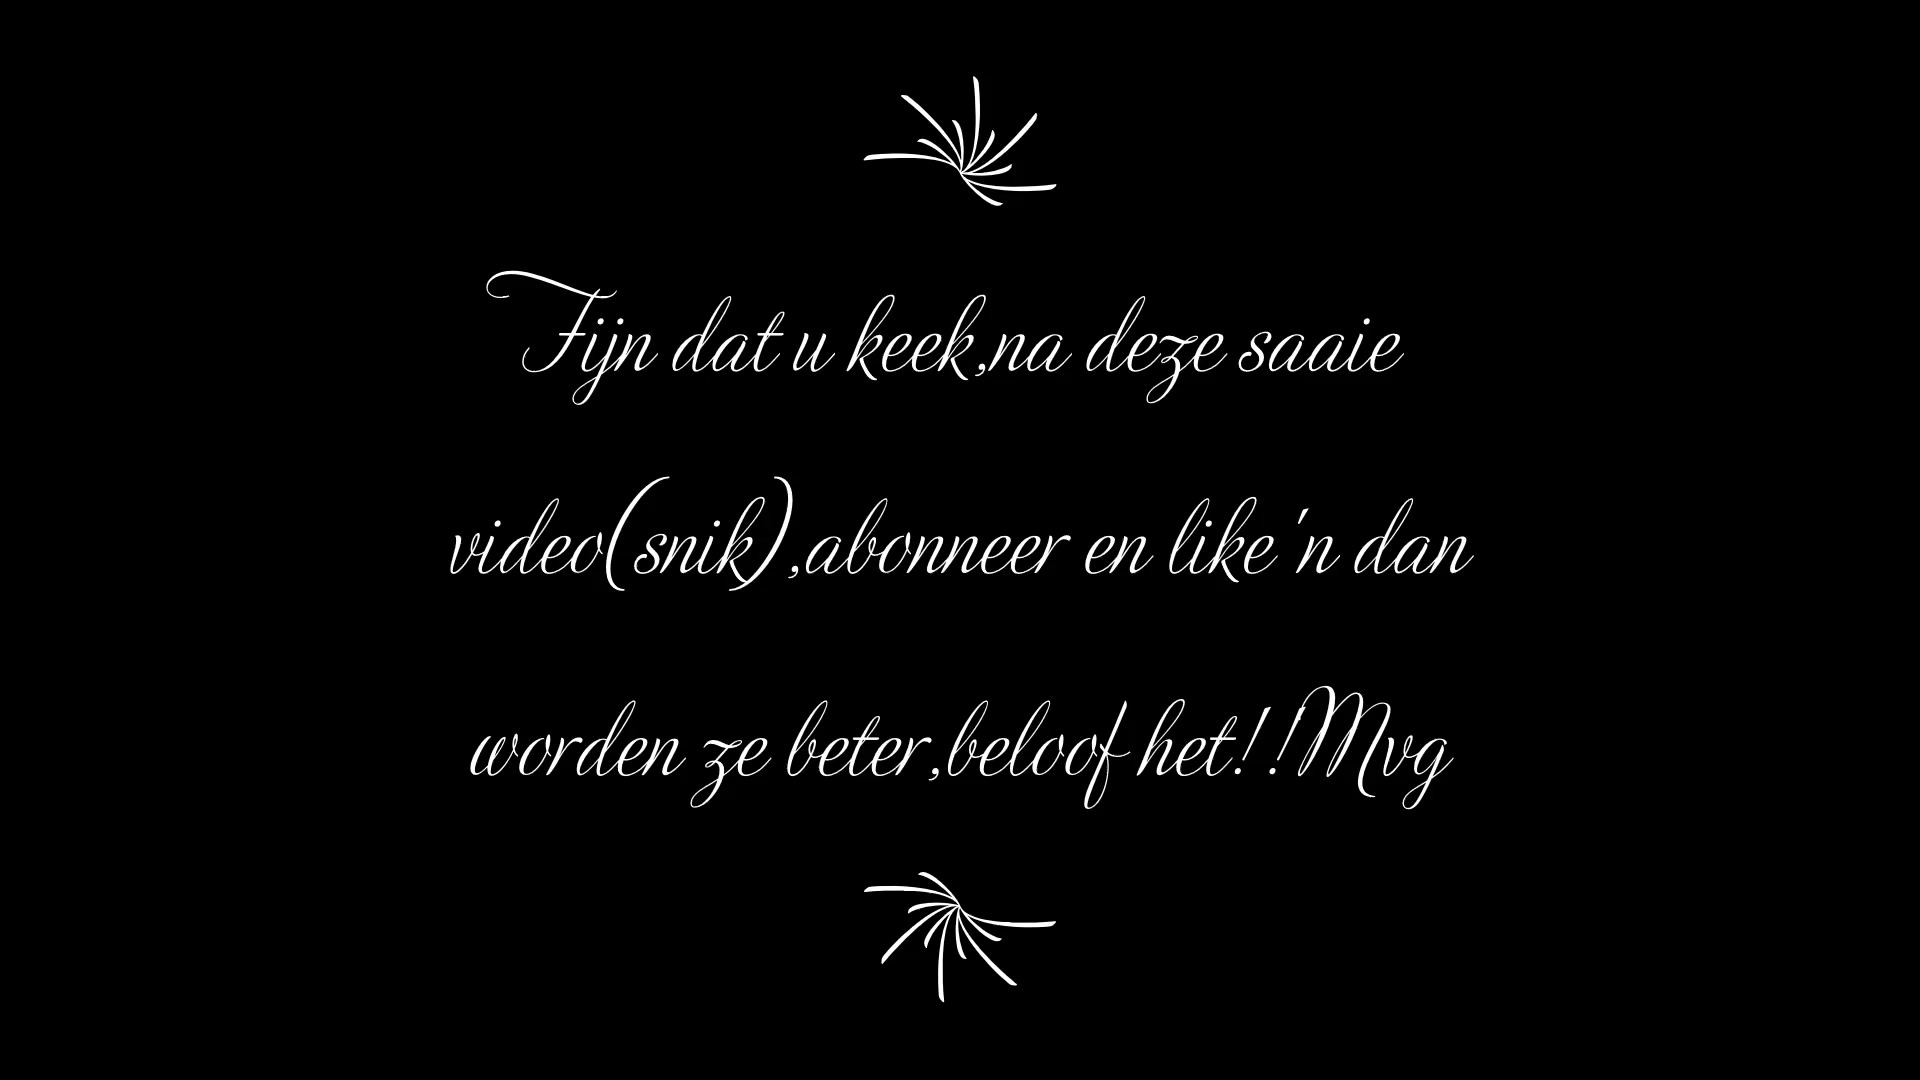 Fijn dat u keek,na deze saaie
video(snik),abonneer en like'n dan
worden ze beter,beloof het!!Mvg